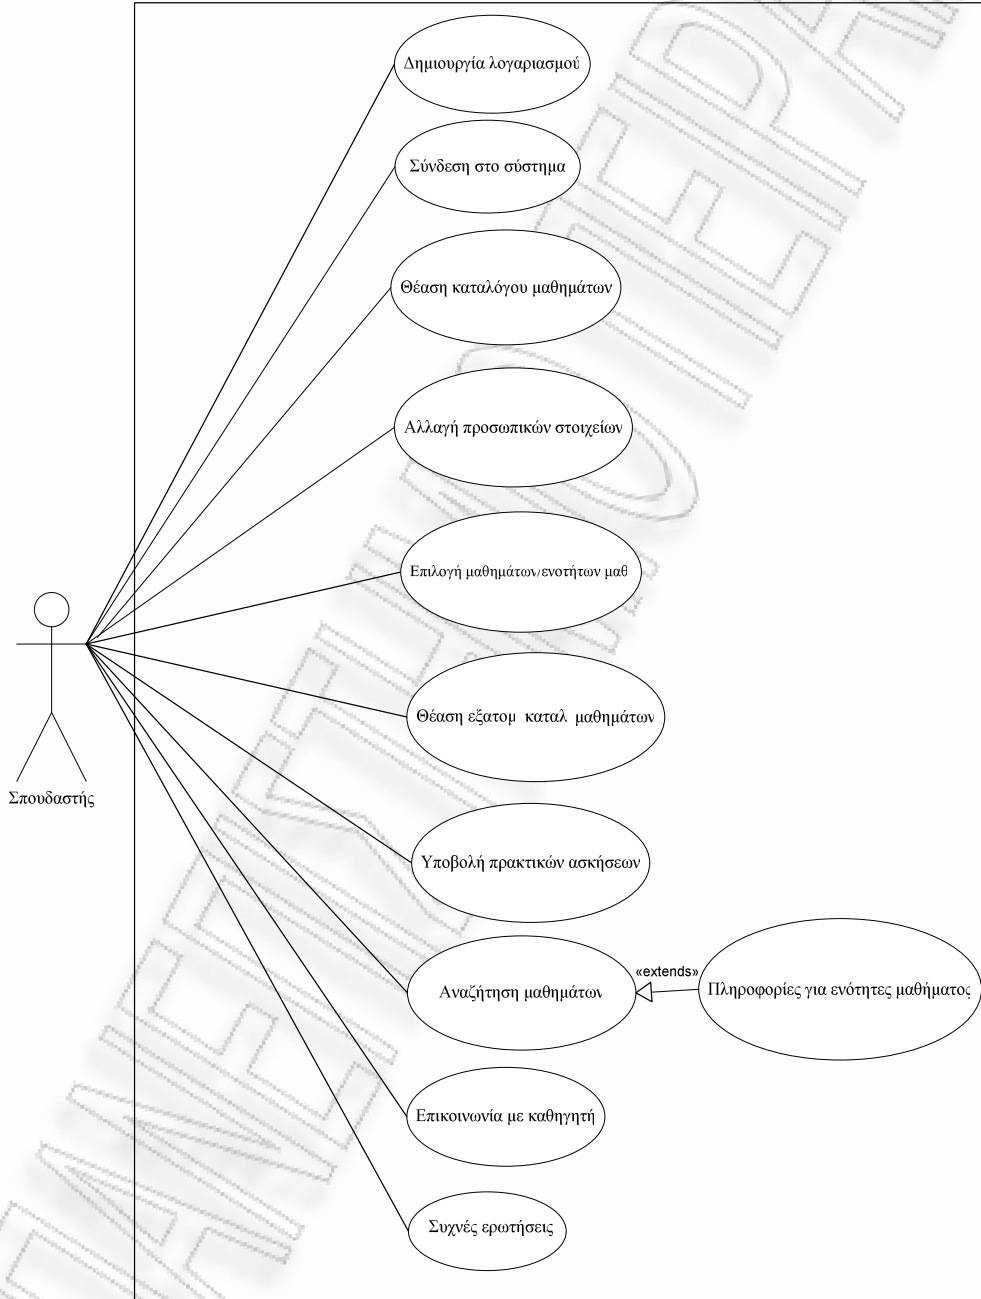 Δημιουργία λογαριασμού
Σύνδεση στο σύστημα
Θέαση καταλόγου μαθημάτων
Αλλαγή προσωπικών στοιχείων
Επιλογή μαθημάτων/ενοτήτων μαθ
Θέαση εξατομ καταλ μαθημάτων
Σπουδαστής
Υποβολή πρακτικών ασκήσεων
Αναζήτηση μαθημάτων
«extends»
Πληροφορίες για ενότητες μαθήματος
Επικοινωνία με καθηγητή
Συχνές ερωτήσεις